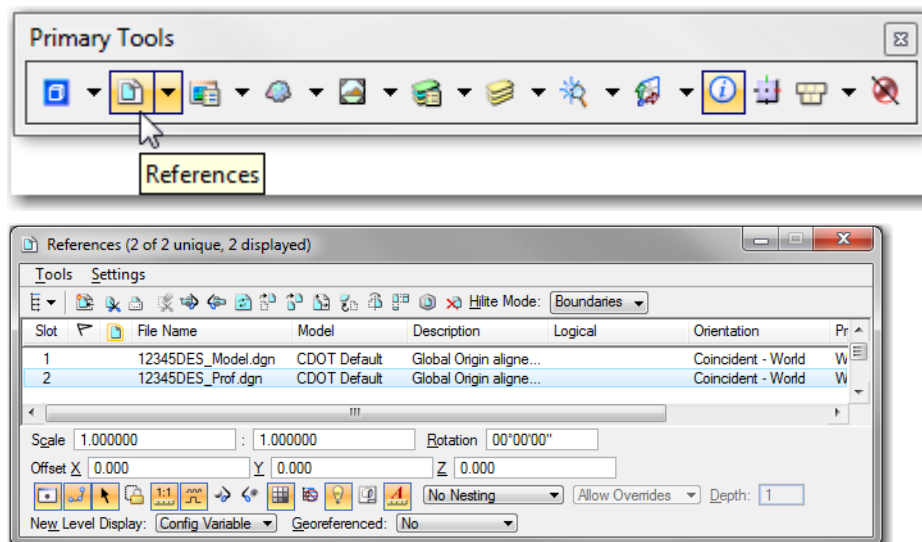 Primary Tools
References
References (2 of 2 unique, 2 displayed)
Tools Settings
Hilite Mode: Boundaries
Slot File Name Model Description Logical Orientation
1 12345DES_Model.dgn CDOT Default Global Origin aligne... Coincident - World W
2 12345DES_Prof.dgn CDOT Default Global Origin aligne... Coincident - World W
Scale 1.000000 : 1.000000 Rotation 00°00'00"
Offset X 0.000 Y 0.000 Z 0.000
1:1 A No Nesting Allow Overrides Depth: 1
New Level Display: Config Variable Georeferenced: No